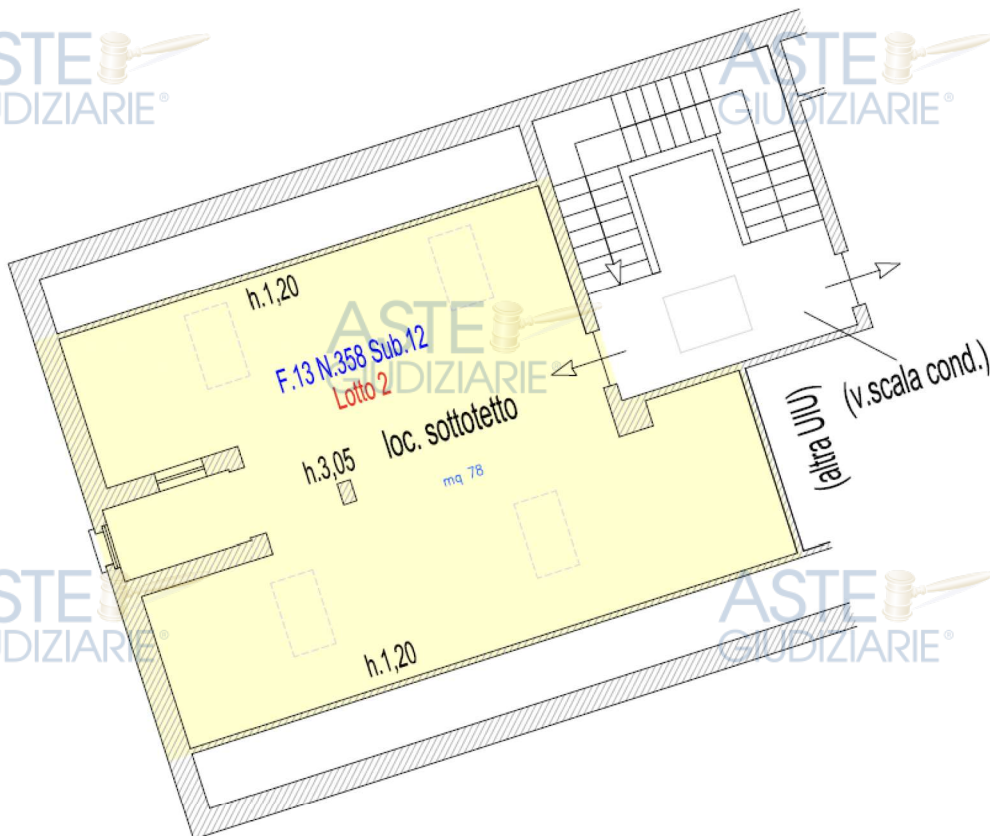 ASTE
GIUDIZIARIE®
ASTE
GIUDIZIARIE®
h.1,20
ASTE
GIUDIZIARIE®
F.13 N.358 Sub.12
Lotto 2
loc. sottotetto
h.3,05
mq 78
(altra UIU)
(v.scala cond.)
h.1,20
ASTE
GIUDIZIARIE®
ASTE
GIUDIZIARIE®